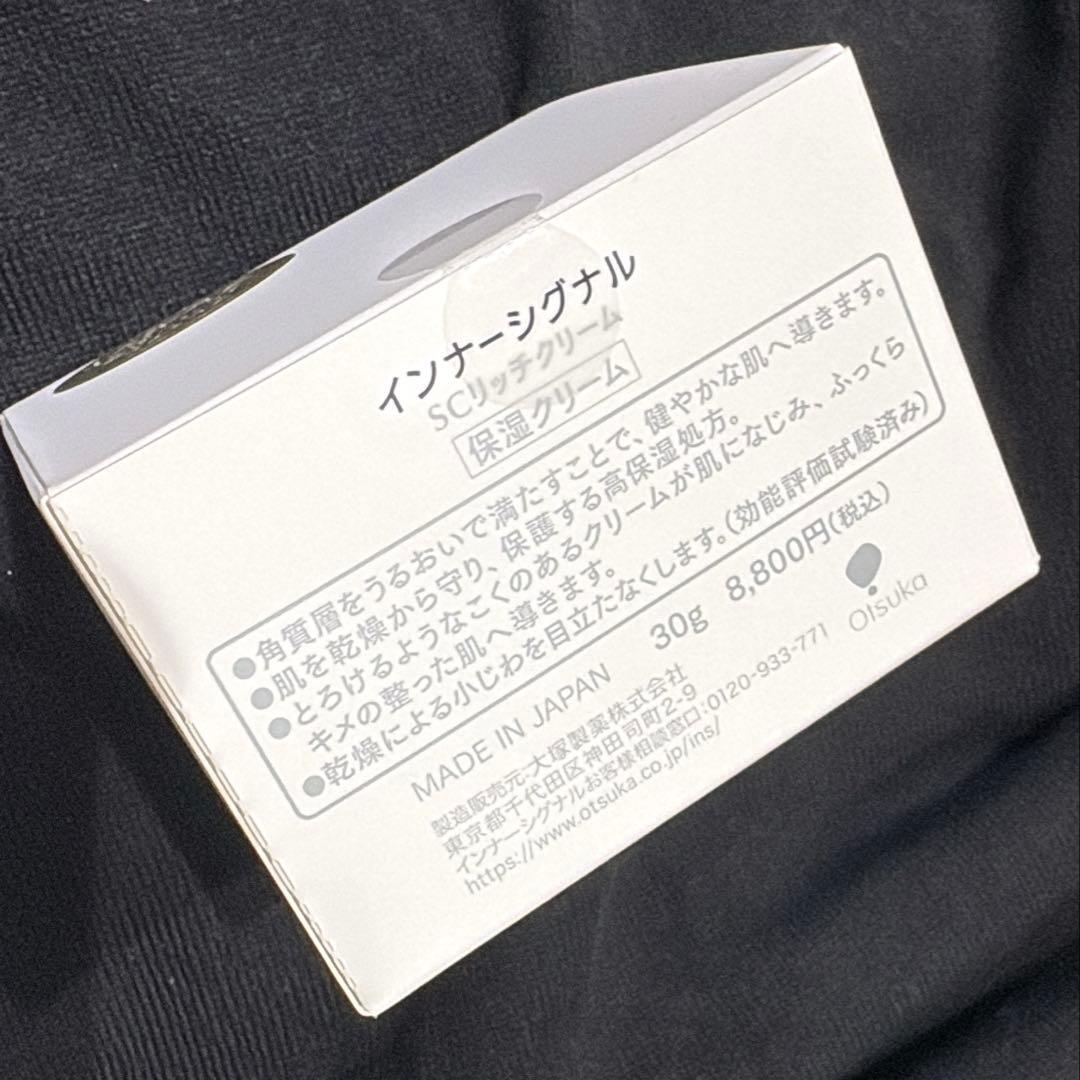 インナーシグナル
SCリッチクリーム
保湿クリーム
●角質層をうるおいで満たすことで、健やかな肌へ導きます。
●肌を乾燥から守り、保護する高保湿処方。
●とろけるようなこくのあるクリームが肌になじみ、ふっくら
キメの整った肌へ導きます。
●乾燥による小じわを目立たなくします。(効能評価試験済み)
MADE IN JAPAN 30g 8,800円(税込)
製造販売元:大塚製薬株式会社
東京都千代田区神田司町2-9
インナーシグナルお客様相談窓口:0120-933-771
https://www.otsuka.co.jp/ins/
Otsuka